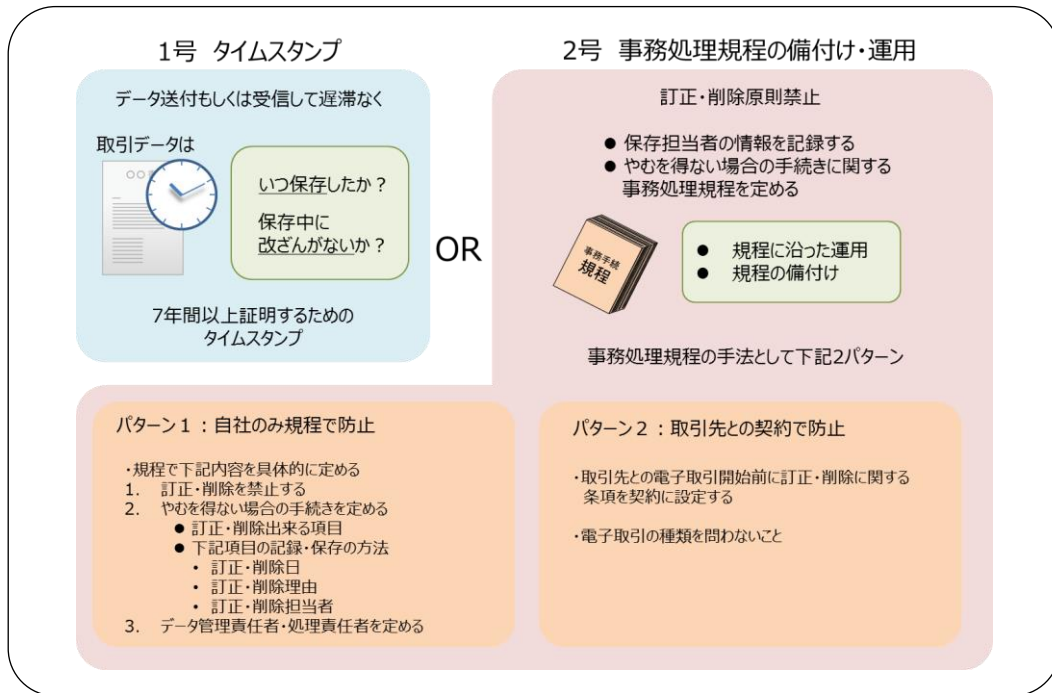 1号 タイムスタンプ
データ送付もしくは受信して遅滞なく
取引データは
いつ保存したか？
保存中に
改ざんがないか？
7年間以上証明するための
タイムスタンプ
OR
2号 事務処理規程の備付け・運用
訂正・削除原則禁止
● 保存担当者の情報を記録する
● やむを得ない場合の手続きに関する
事務処理規程を定める
事務手続
規程
● 規程に沿った運用
● 規程の備付け
事務処理規程の手法として下記2パターン
パターン１：自社のみ規程で防止
・規程で下記内容を具体的に定める
1. 訂正・削除を禁止する
2. やむを得ない場合の手続きを定める
● 訂正・削除出来る項目
● 下記項目の記録・保存の方法
• 訂正・削除日
• 訂正・削除理由
• 訂正・削除担当者
3. データ管理責任者・処理責任者を定める
パターン２：取引先との契約で防止
・取引先との電子取引開始前に訂正・削除に関する
条項を契約に設定する
・電子取引の種類を問わないこと